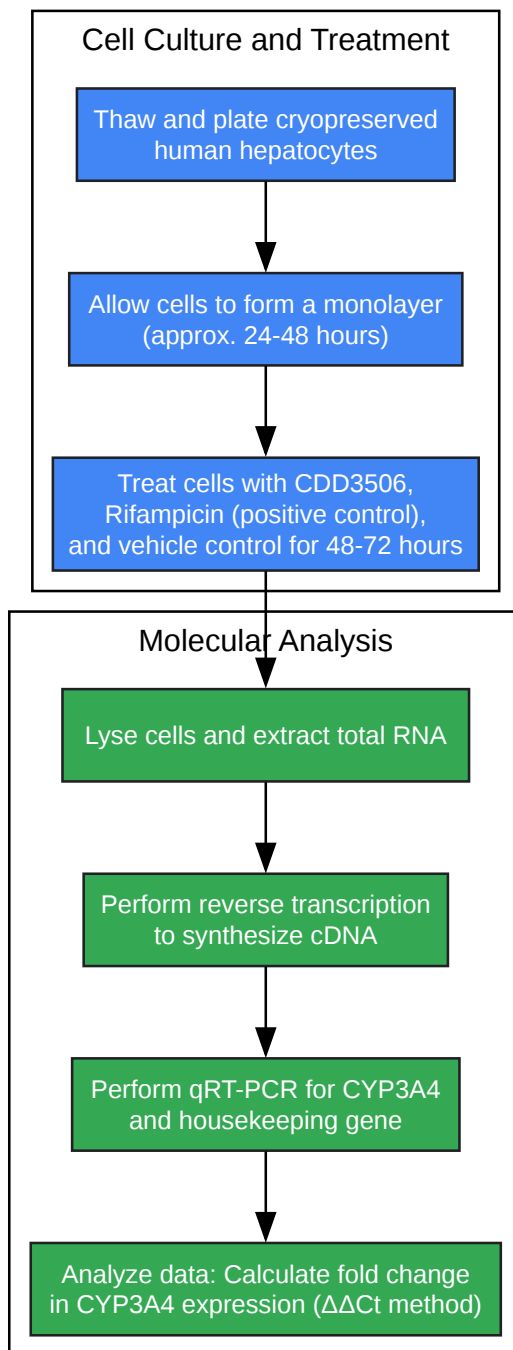 Cell Culture and Treatment
Thaw and plate cryopreserved
human hepatocytes
Allow cells to form a monolayer
(approx. 24-48 hours)
Treat cells with CDD3506,
Rifampicin (positive control),
and vehicle control for 48-72 hours
Molecular Analysis
Lyse cells and extract total RNA
Perform reverse transcription
to synthesize cDNA
Perform qRT-PCR for CYP3A4
and housekeeping gene
Analyze data: Calculate fold change
in CYP3A4 expression (ΔΔCt method)